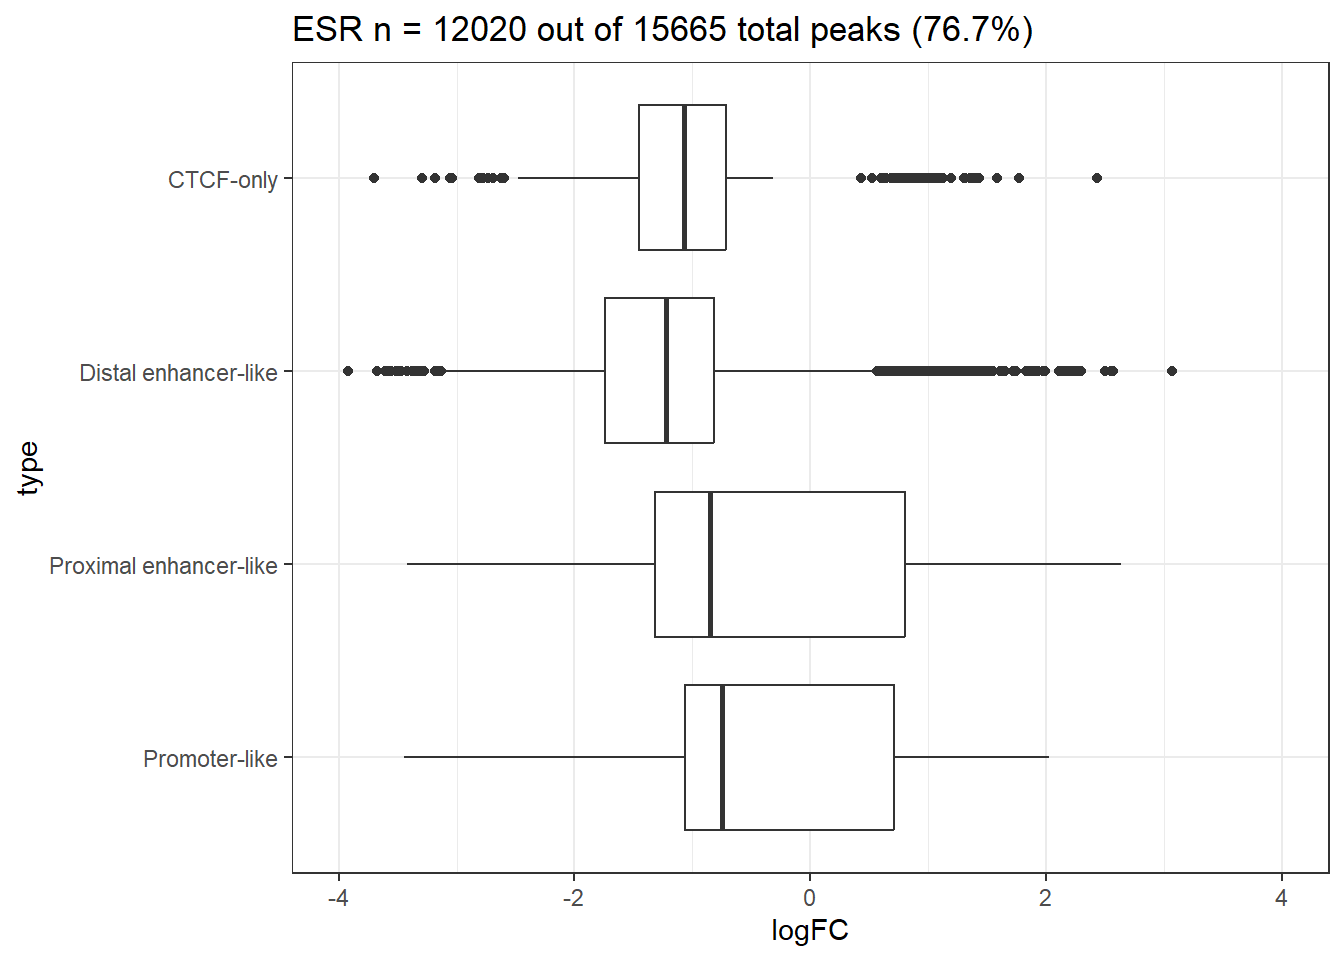 ESR n = 12020 out of 15665 total peaks (76.7%)
CTCF-only
Distal enhancer-like
Proximal enhancer-like
Promoter-like
type
-4 -2 0 2 4
logFC